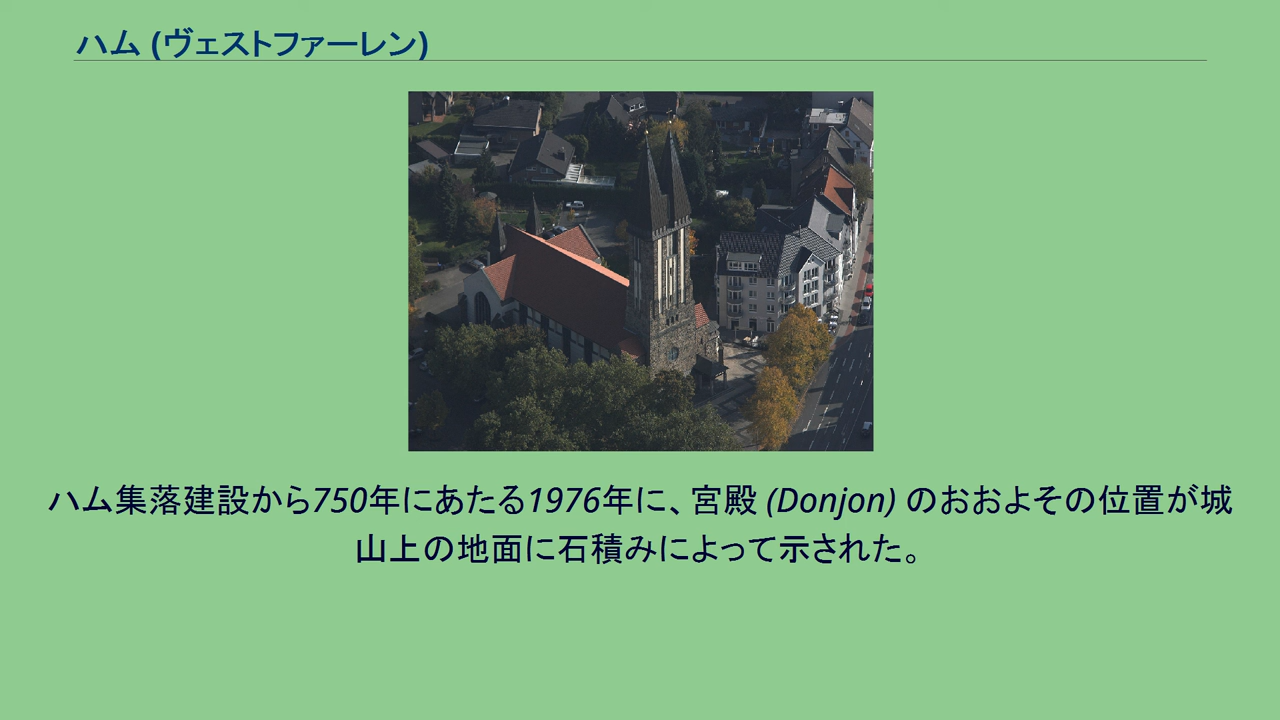 ハム (ヴェストファーレン)
ハム集落建設から750年にあたる1976年に、宮殿 (Donjon) のおおよその位置が城
山上の地面に石積みによって示された。